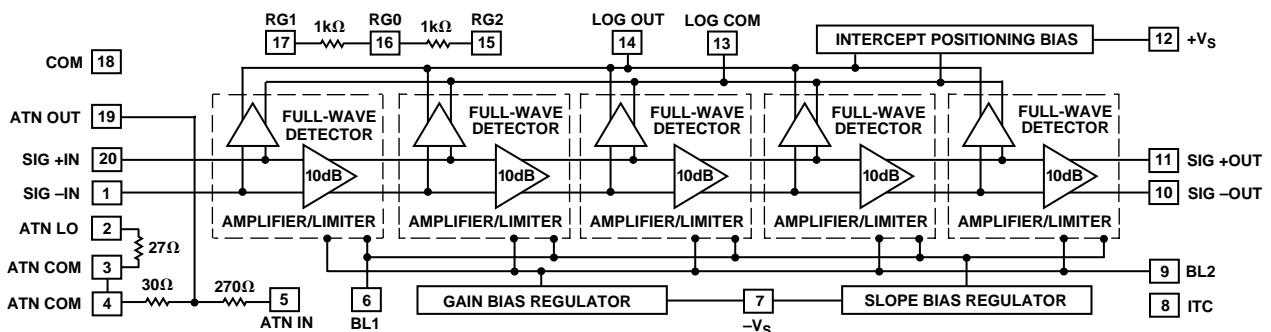 RG1 1kΩ RG0 1kΩ RG2 LOG OUT LOG COM
17 16 15 14 13 INTERCEPT POSITIONING BIAS 12 +VS
COM 18
ATN OUT 19
FULL-WAVE DETECTOR FULL-WAVE DETECTOR FULL-WAVE DETECTOR FULL-WAVE DETECTOR FULL-WAVE DETECTOR
SIG +IN 20 11 SIG +OUT
10dB 10dB 10dB 10dB 10dB
SIG –IN 1 10 SIG –OUT
AMPLIFIER/LIMITER AMPLIFIER/LIMITER AMPLIFIER/LIMITER AMPLIFIER/LIMITER AMPLIFIER/LIMITER
ATN LO 2
27Ω
ATN COM 3 9 BL2
30Ω 270Ω
ATN COM 4 5 6 GAIN BIAS REGULATOR 7 SLOPE BIAS REGULATOR 8 ITC
ATN IN BL1 –VS